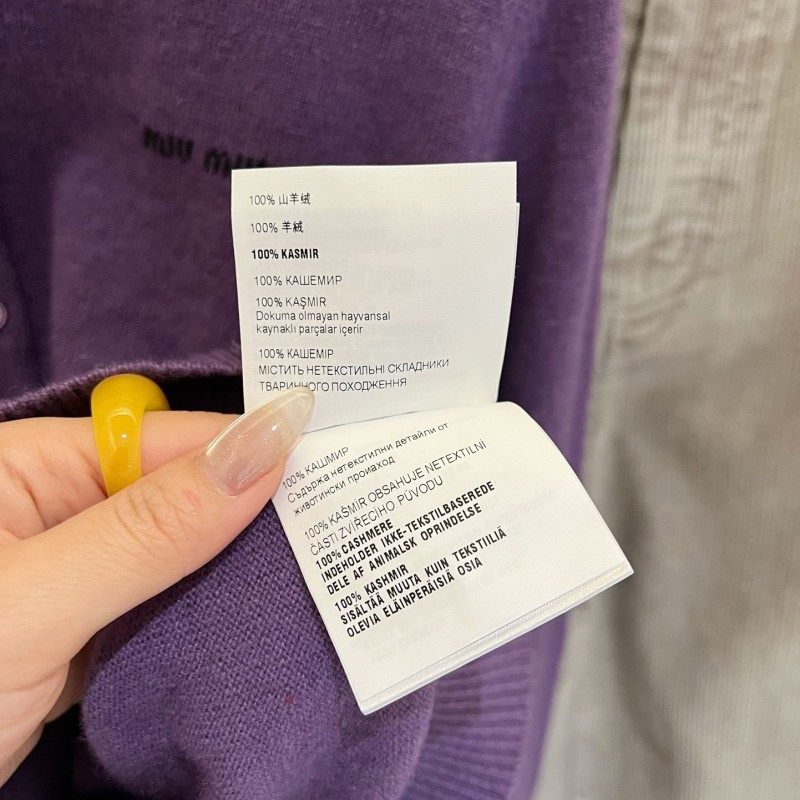 100% 山羊绒
100% 羊絨
100% KASMIR
100% КАШЕМИР
100% KAŞMIR
Dokuma olmayan hayvansal
kaynaklı parçalar içerir
100% КАШЕМІР
МІСТИТЬ НЕТЕКСТИЛЬНІ СКЛАДНИКИ
ТВАРИННОГО ПОХОДЖЕННЯ
100% КАШМИР
Съдържа нетекстилни детайли от
животински произход
100% KAŠMÍR OBSAHUJE NETEXTILNÍ
ČÁSTI ZVÍŘECÍHO PŮVODU
100% CASHMERE
INDEHOLDER IKKE-TEKSTILBASEREDE
DELE AF ANIMALSK OPRINDELSE
100% KASHMIR
SISÄLTÄÄ MUUTA KUIN TEKSTIILIÄ
OLEVIA ELÄINPERÄISIÄ OSIA